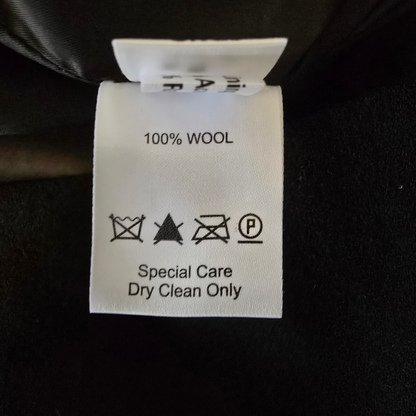 100% WOOL
P
Special Care
Dry Clean Only